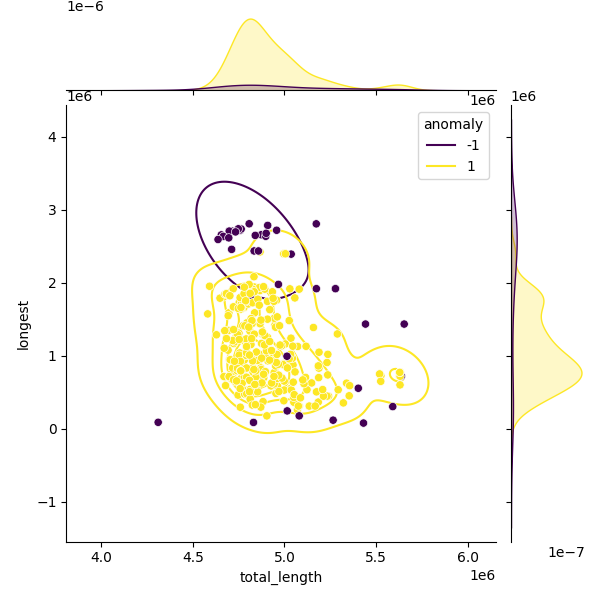 1e−6
1e6
1e6
1e6
anomaly
-1
1
4
3
2
1
0
−1
longest
4.0 4.5 5.0 5.5 6.0
1e−7
1e6
total_length